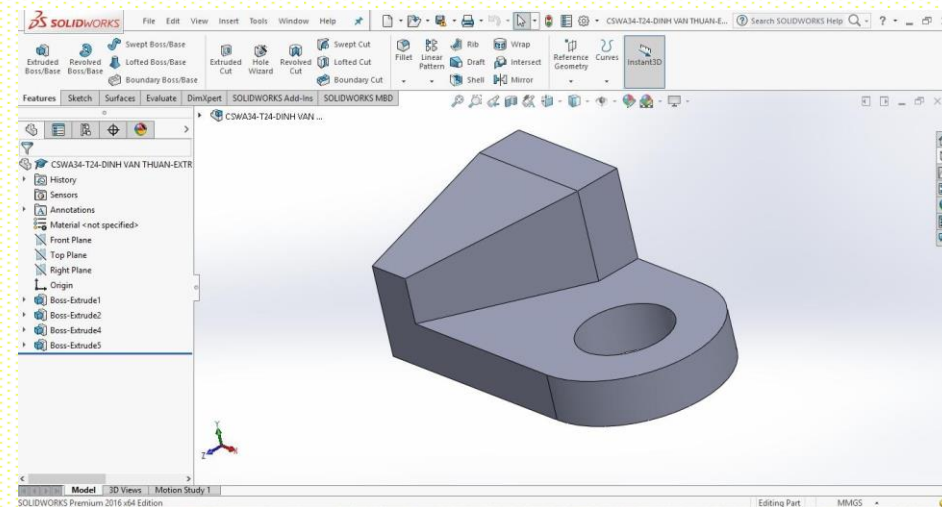 SOLIDWORKS File Edit View Insert Tools Window Help CSWA34-T24-DINH VAN THUAN-E... Search SOLIDWORKS Help
Extruded Boss/Base
Revolved Boss/Base
Swept Boss/Base
Lofted Boss/Base
Boundary Boss/Base
Extruded Cut
Hole Wizard
Revolved Cut
Swept Cut
Lofted Cut
Boundary Cut
Fillet
Linear Pattern
Rib
Draft
Shell
Wrap
Intersect
Mirror
Reference Geometry
Curves
Instant3D
Features Sketch Surfaces Evaluate DimXpert SOLIDWORKS Add-Ins SOLIDWORKS MBD
CSWA34-T24-DINH VAN ...
CSWA34-T24-DINH VAN THUAN-EXTR
History
Sensors
Annotations
Material <not specified>
Front Plane
Top Plane
Right Plane
Origin
Boss-Extrude1
Boss-Extrude2
Boss-Extrude4
Boss-Extrude5
Y
Z
Model 3D Views Motion Study 1
SOLIDWORKS Premium 2016 x64 Edition Editing Part MMGS